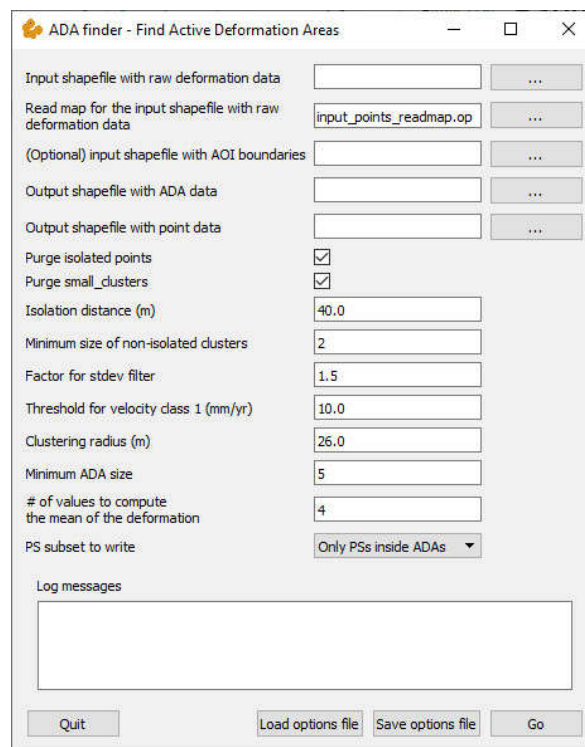 ADA finder - Find Active Deformation Areas
Input shapefile with raw deformation data
...
Read map for the input shapefile with raw
deformation data
input_points_readmap.op
...
(Optional) input shapefile with AOI boundaries
...
Output shapefile with ADA data
...
Output shapefile with point data
...
Purge isolated points
Purge small_clusters
Isolation distance (m)
40.0
Minimum size of non-isolated clusters
2
Factor for stdev filter
1.5
Threshold for velocity class 1 (mm/yr)
10.0
Clustering radius (m)
26.0
Minimum ADA size
5
# of values to compute
the mean of the deformation
4
PS subset to write
Only PSs inside ADAs
Log messages
Quit
Load options file
Save options file
Go